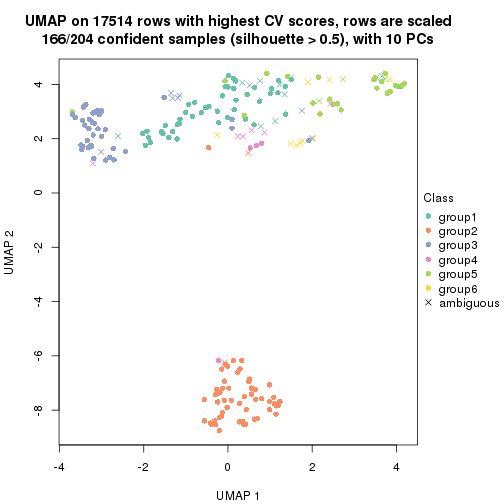 UMAP on 17514 rows with highest CV scores, rows are scaled
166/204 confident samples (silhouette > 0.5), with 10 PCs
UMAP 2
4
2
0
-2
-4
-6
-8
-4
-2
0
2
4
UMAP 1
Class
group1
group2
group3
group4
group5
group6
ambiguous